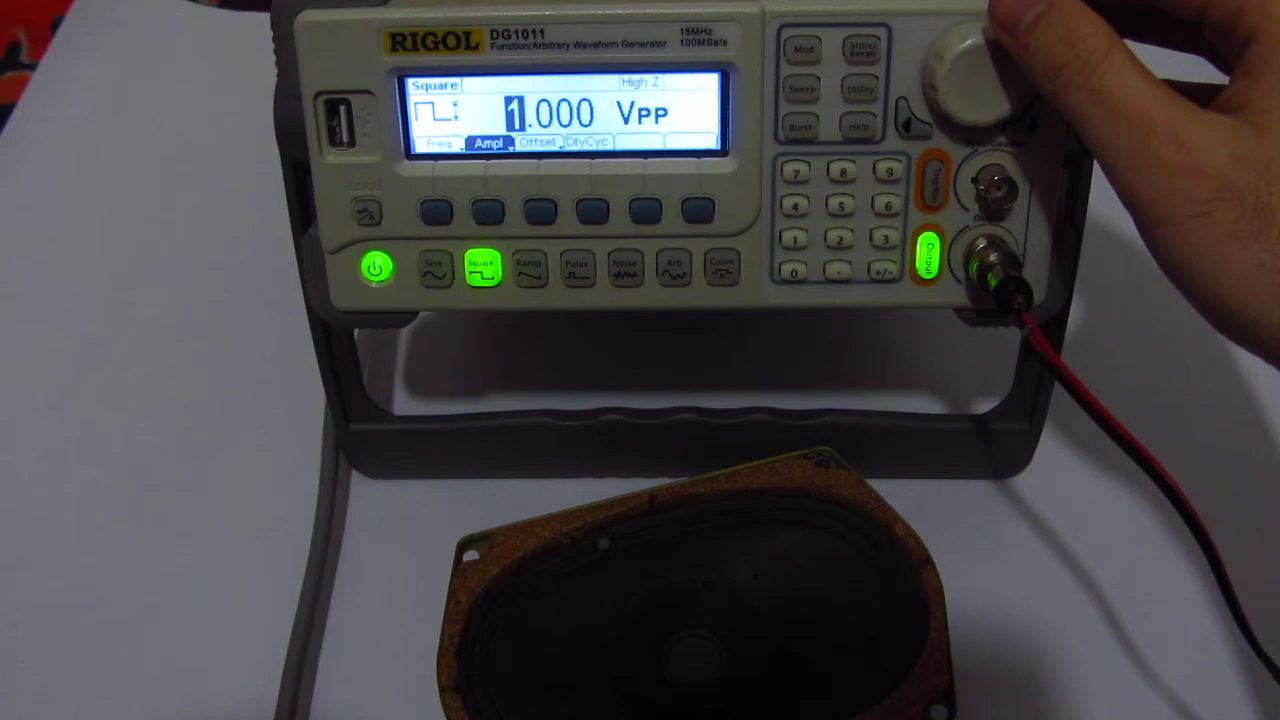 RIGOL DG1011 15MHz
Function/Arbitrary Waveform Generator 100MSa/s
Square High Z
1.000 VPP
Freq Ampl Offset DtyCyc
Mod Store/Recall
Sweep Utility
Burst Help
7 8 9
4 5 6
1 2 3
0 . +/-
Local
Sine Square Ramp Pulse Noise Arb Count
Output